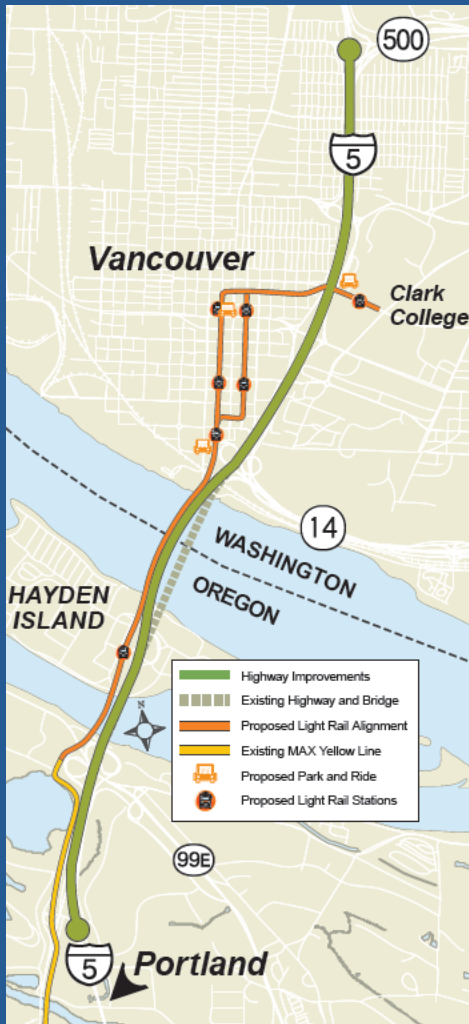 500
5
Vancouver
Clark
College
14
WASHINGTON
OREGON
HAYDEN
ISLAND
Highway Improvements
Existing Highway and Bridge
N
Proposed Light Rail Alignment
Existing MAX Yellow Line
Proposed Park and Ride
Proposed Light Rail Stations
99E
5
Portland